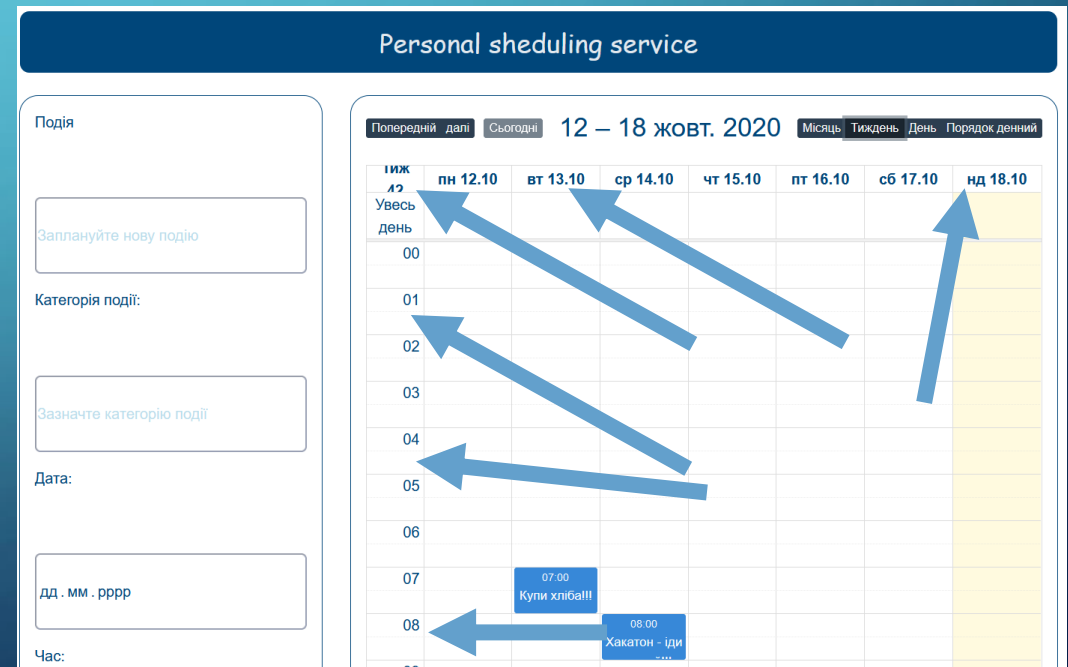 Personal sheduling service
Подія
Заплануйте нову подію
Категорія події:
Зазначте категорію події
Дата:
дд . мм . рррр
Час:
Попередній далі Сьогодні 12 – 18 жовт. 2020 Місяць Тиждень День Порядок денний
Тиж
42
пн 12.10 вт 13.10 ср 14.10 чт 15.10 пт 16.10 сб 17.10 нд 18.10
Увесь
день
00
01
02
03
04
05
06
07
07:00
Купи хліба!!!
08
08:00
Хакатон - іди